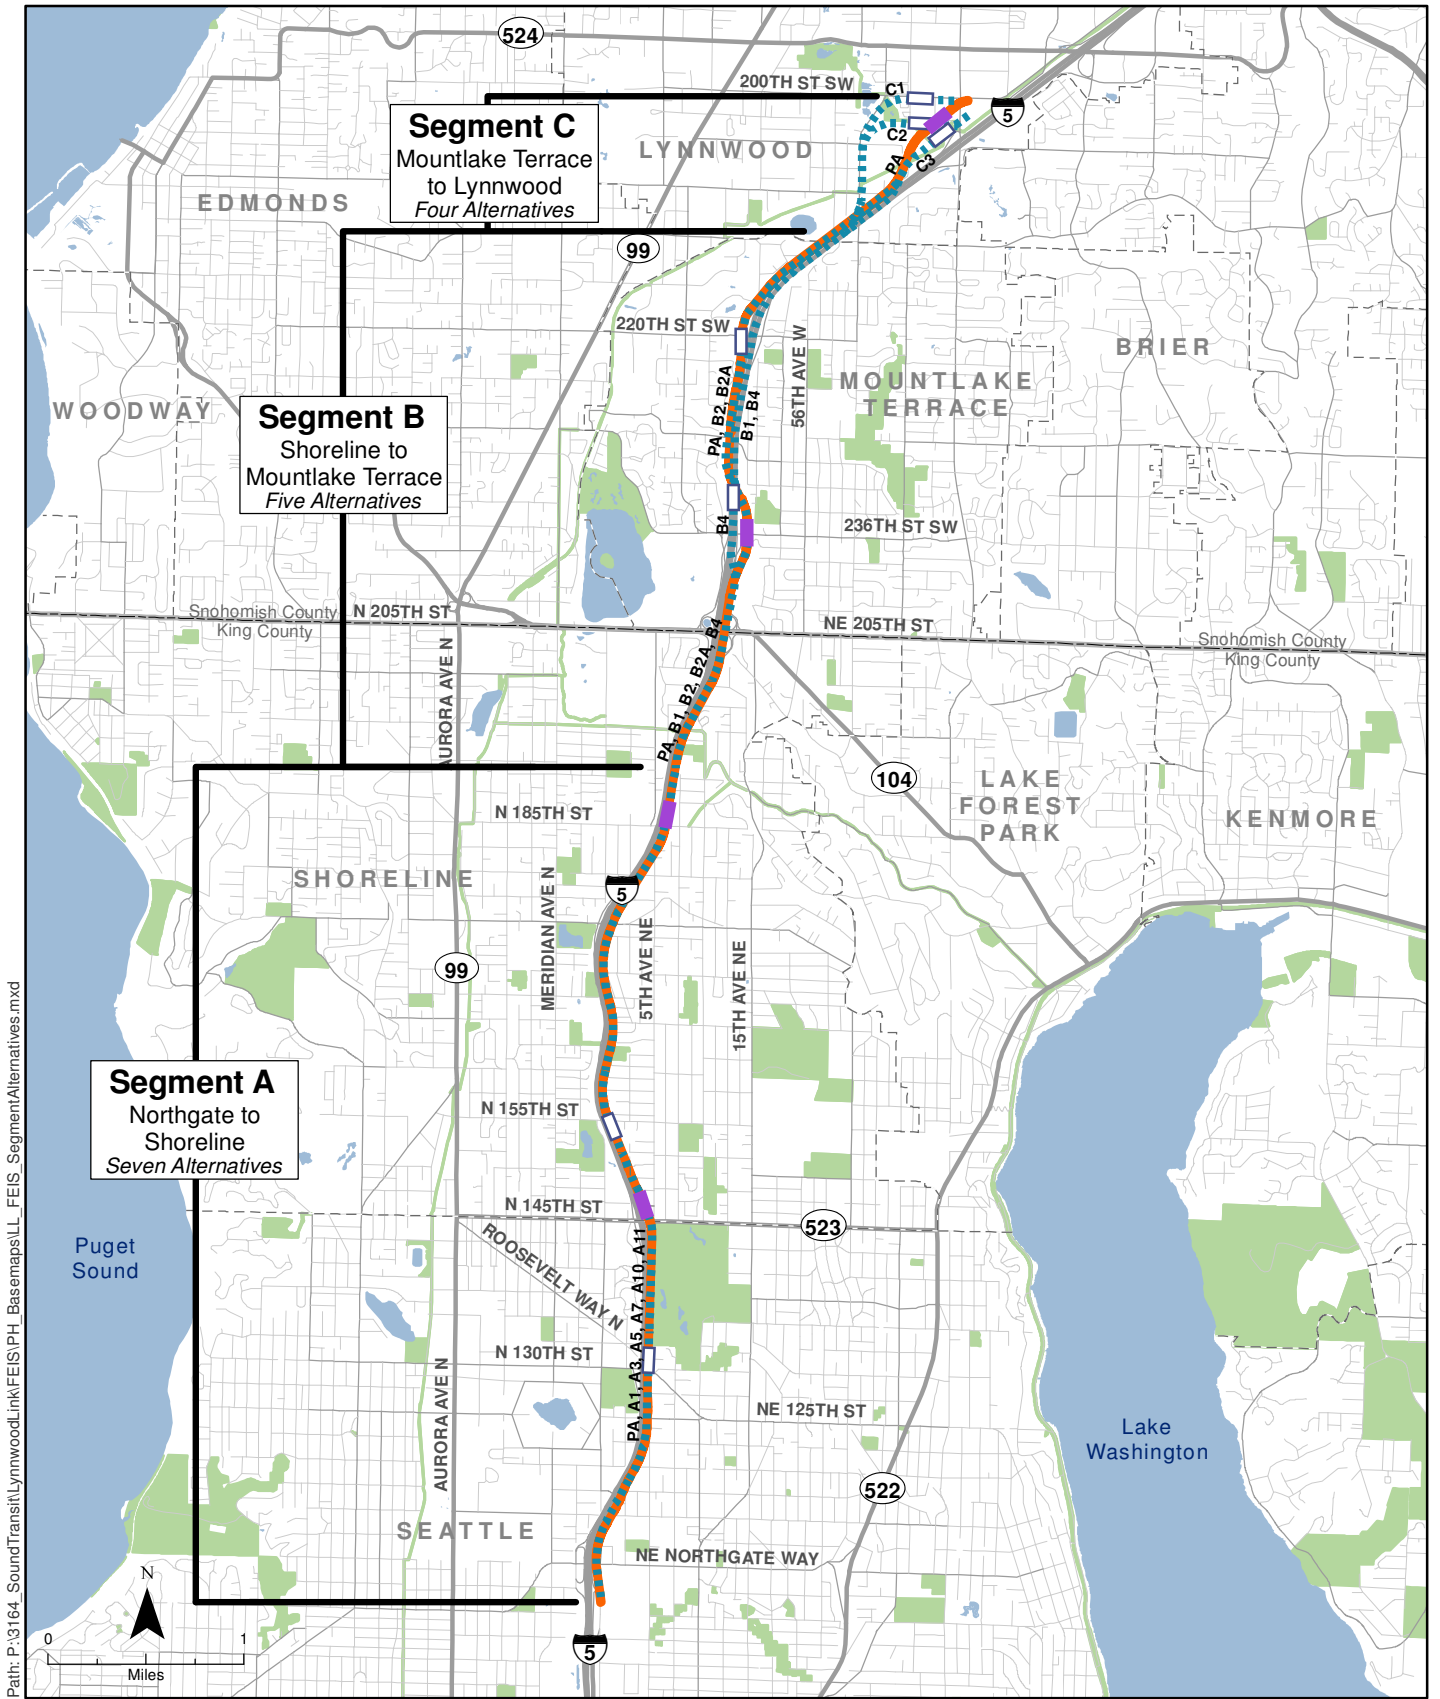 524
200TH ST SW
C1
5
Segment C
Mountlake Terrace
to Lynnwood
Four Alternatives
C2
LYNNWOOD
PA
C3
EDMONDS
99
220TH ST SW
56TH AVE W
BRIER
PA, B2, B2A
B1, B4
MOUNTLAKE
TERRACE
WOODWAY
Segment B
Shoreline to
Mountlake Terrace
Five Alternatives
B4
236TH ST SW
Snohomish County
King County
N 205TH ST
NE 205TH ST
Snohomish County
King County
AURORA AVE N
PA, B1, B2, B2A, B4
104
LAKE
FOREST
PARK
KENMORE
N 185TH ST
SHORELINE
5
MERIDIAN AVE N
5TH AVE NE
15TH AVE NE
99
Segment A
Northgate to
Shoreline
Seven Alternatives
N 155TH ST
N 145TH ST
523
ROOSEVELT WAY N
Puget
Sound
PA, A1, A3, A5, A7, A10, A11
N 130TH ST
AURORA AVE N
NE 125TH ST
Lake
Washington
522
SEATTLE
NE NORTHGATE WAY
N
0 1
Miles
5
Path: P:\3164_SoundTransit\LynnwoodLink\FEIS\PH_Basemaps\LL_FEIS_SegmentAlternatives.mxd